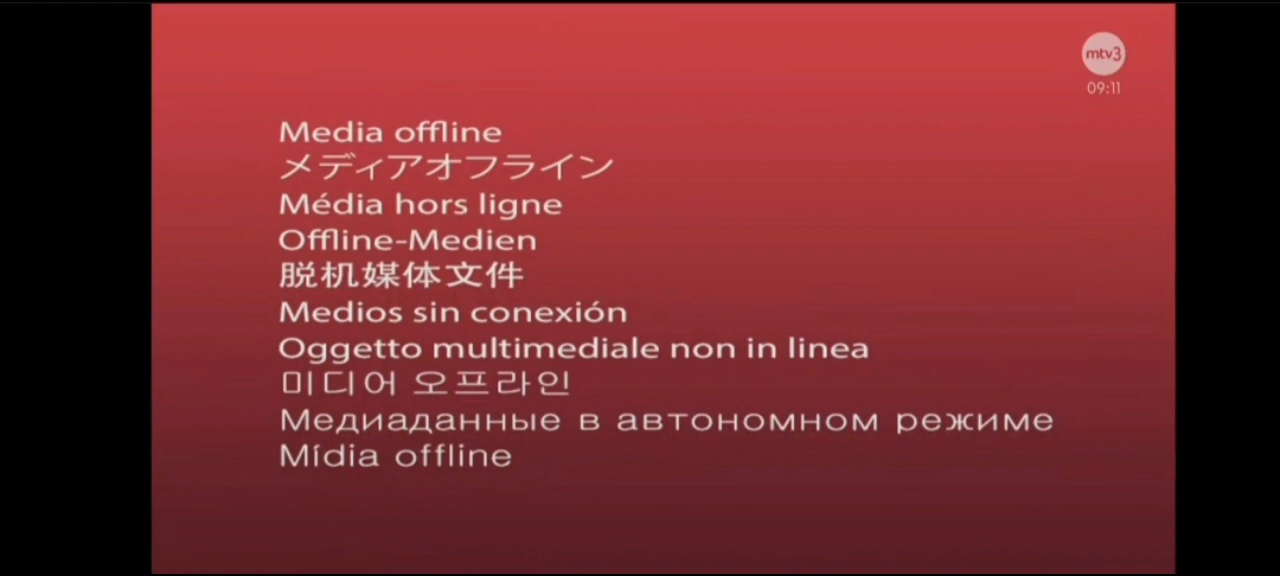 mtv3
09:11
Media offline
メディアオフライン
Média hors ligne
Offline-Medien
脱机媒体文件
Medios sin conexión
Oggetto multimediale non in linea
미디어 오프라인
Медиаданные в автономном режиме
Mídia offline